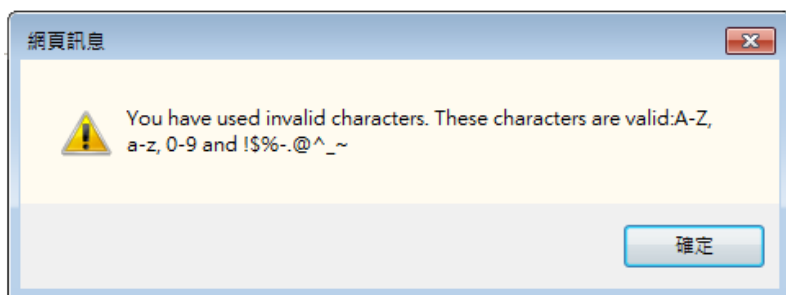 網頁訊息
You have used invalid characters. These characters are valid:A-Z,
a-z, 0-9 and !$%-.@^_~
確定